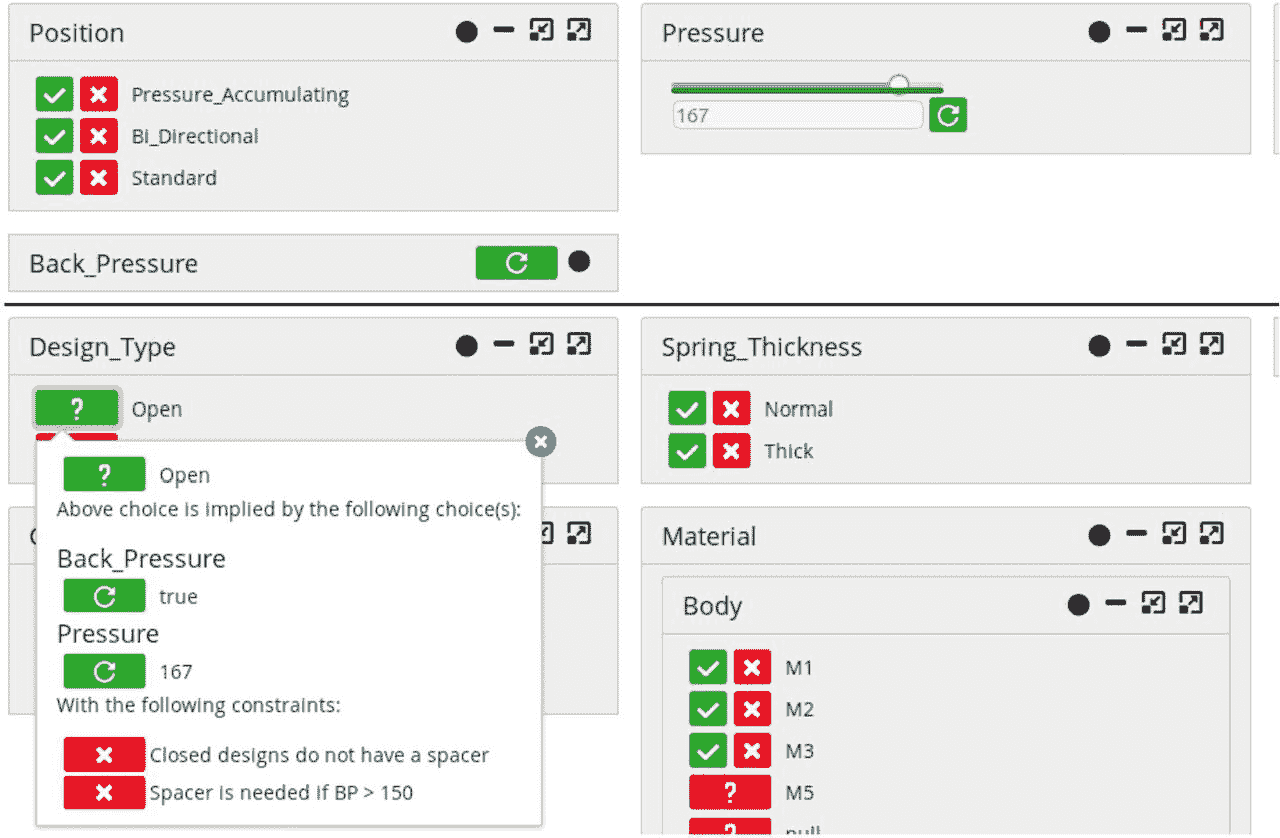 Position
Pressure_Accumulating
Bi_Directional
Standard
Pressure
167
Back_Pressure
Design_Type
? Open
? Open
Above choice is implied by the following choice(s):
Back_Pressure
true
Pressure
167
With the following constraints:
Closed designs do not have a spacer
Spacer is needed if BP > 150
Spring_Thickness
Normal
Thick
Material
Body
M1
M2
M3
? M5
? null